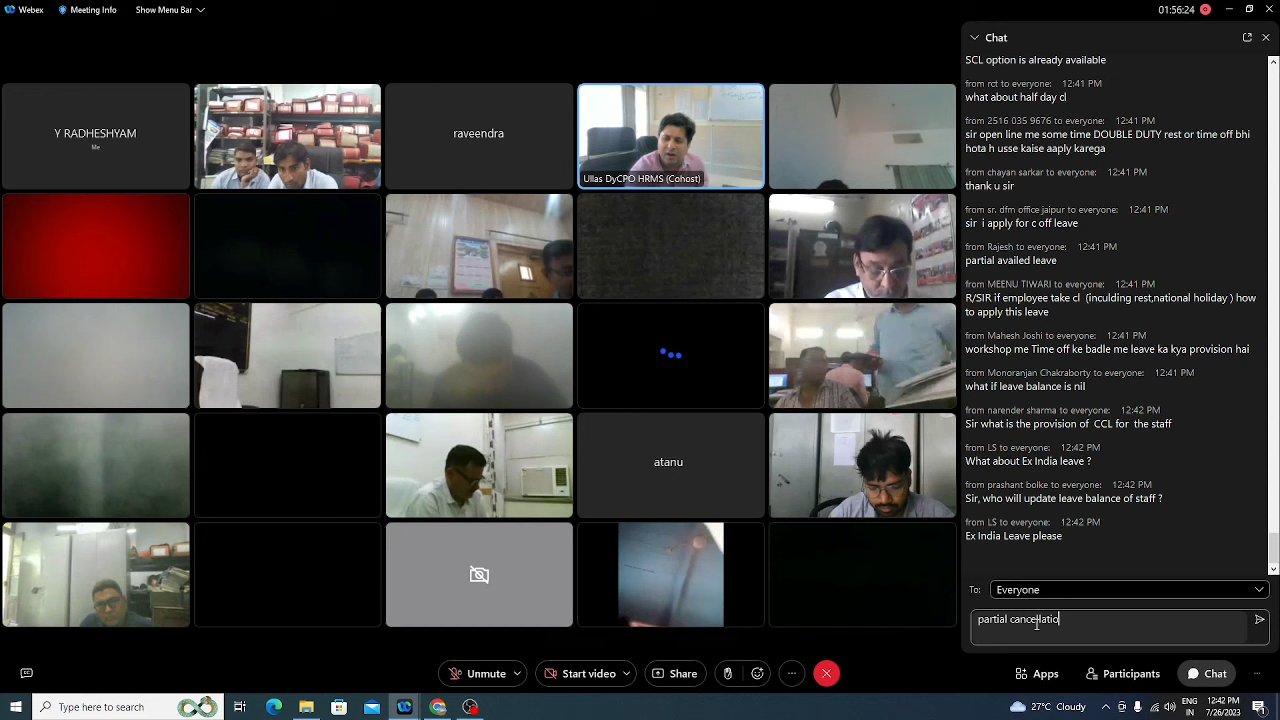 Webex
Meeting Info
Show Menu Bar
01:56:24
Y RADHESHYAM
Me
raveendra
Ullas DyCPO HRMS (Cohost)
atanu
Chat
SCL option is already available
from rct to everyone: 12:41 PM
what about half day cl
from 2516 035 9676 to everyone: 12:41 PM
sir open line me some time DOUBLE DUTY rest or time off bhi
hota h usse kaise aaply karega
from chayan sarkar to everyone: 12:41 PM
thank u sir
from sr. dfm office jaipur to everyone: 12:41 PM
sir i apply for c off leave
from Rajesh to everyone: 12:41 PM
partial availed leave
from MEENU TIWARI to everyone: 12:41 PM
R/SIR if employee take cl (including rest,national holiday ) how
to apply this leave
from Mahesh Joshi to everyone: 12:41 PM
workshop me Time off ke badle me leave ka kya provision hai
from Monoranjan Chakraborty to everyone: 12:41 PM
what if leave balance is nil
from narender sharma to everyone: 12:42 PM
Sir what is the provision of CCL for the staff
from LS to everyone: 12:42 PM
What about Ex India leave ?
from prashant bolke to everyone: 12:42 PM
Sir, who will update leave balance of staff ?
from LS to everyone: 12:42 PM
Ex India Leave please
To: Everyone
partial cancellatio
Unmute
Start video
Share
Apps
Participants
Chat
Type here to search
27°C Cloudy
ENG
IN
12:42 PM
7/26/2023